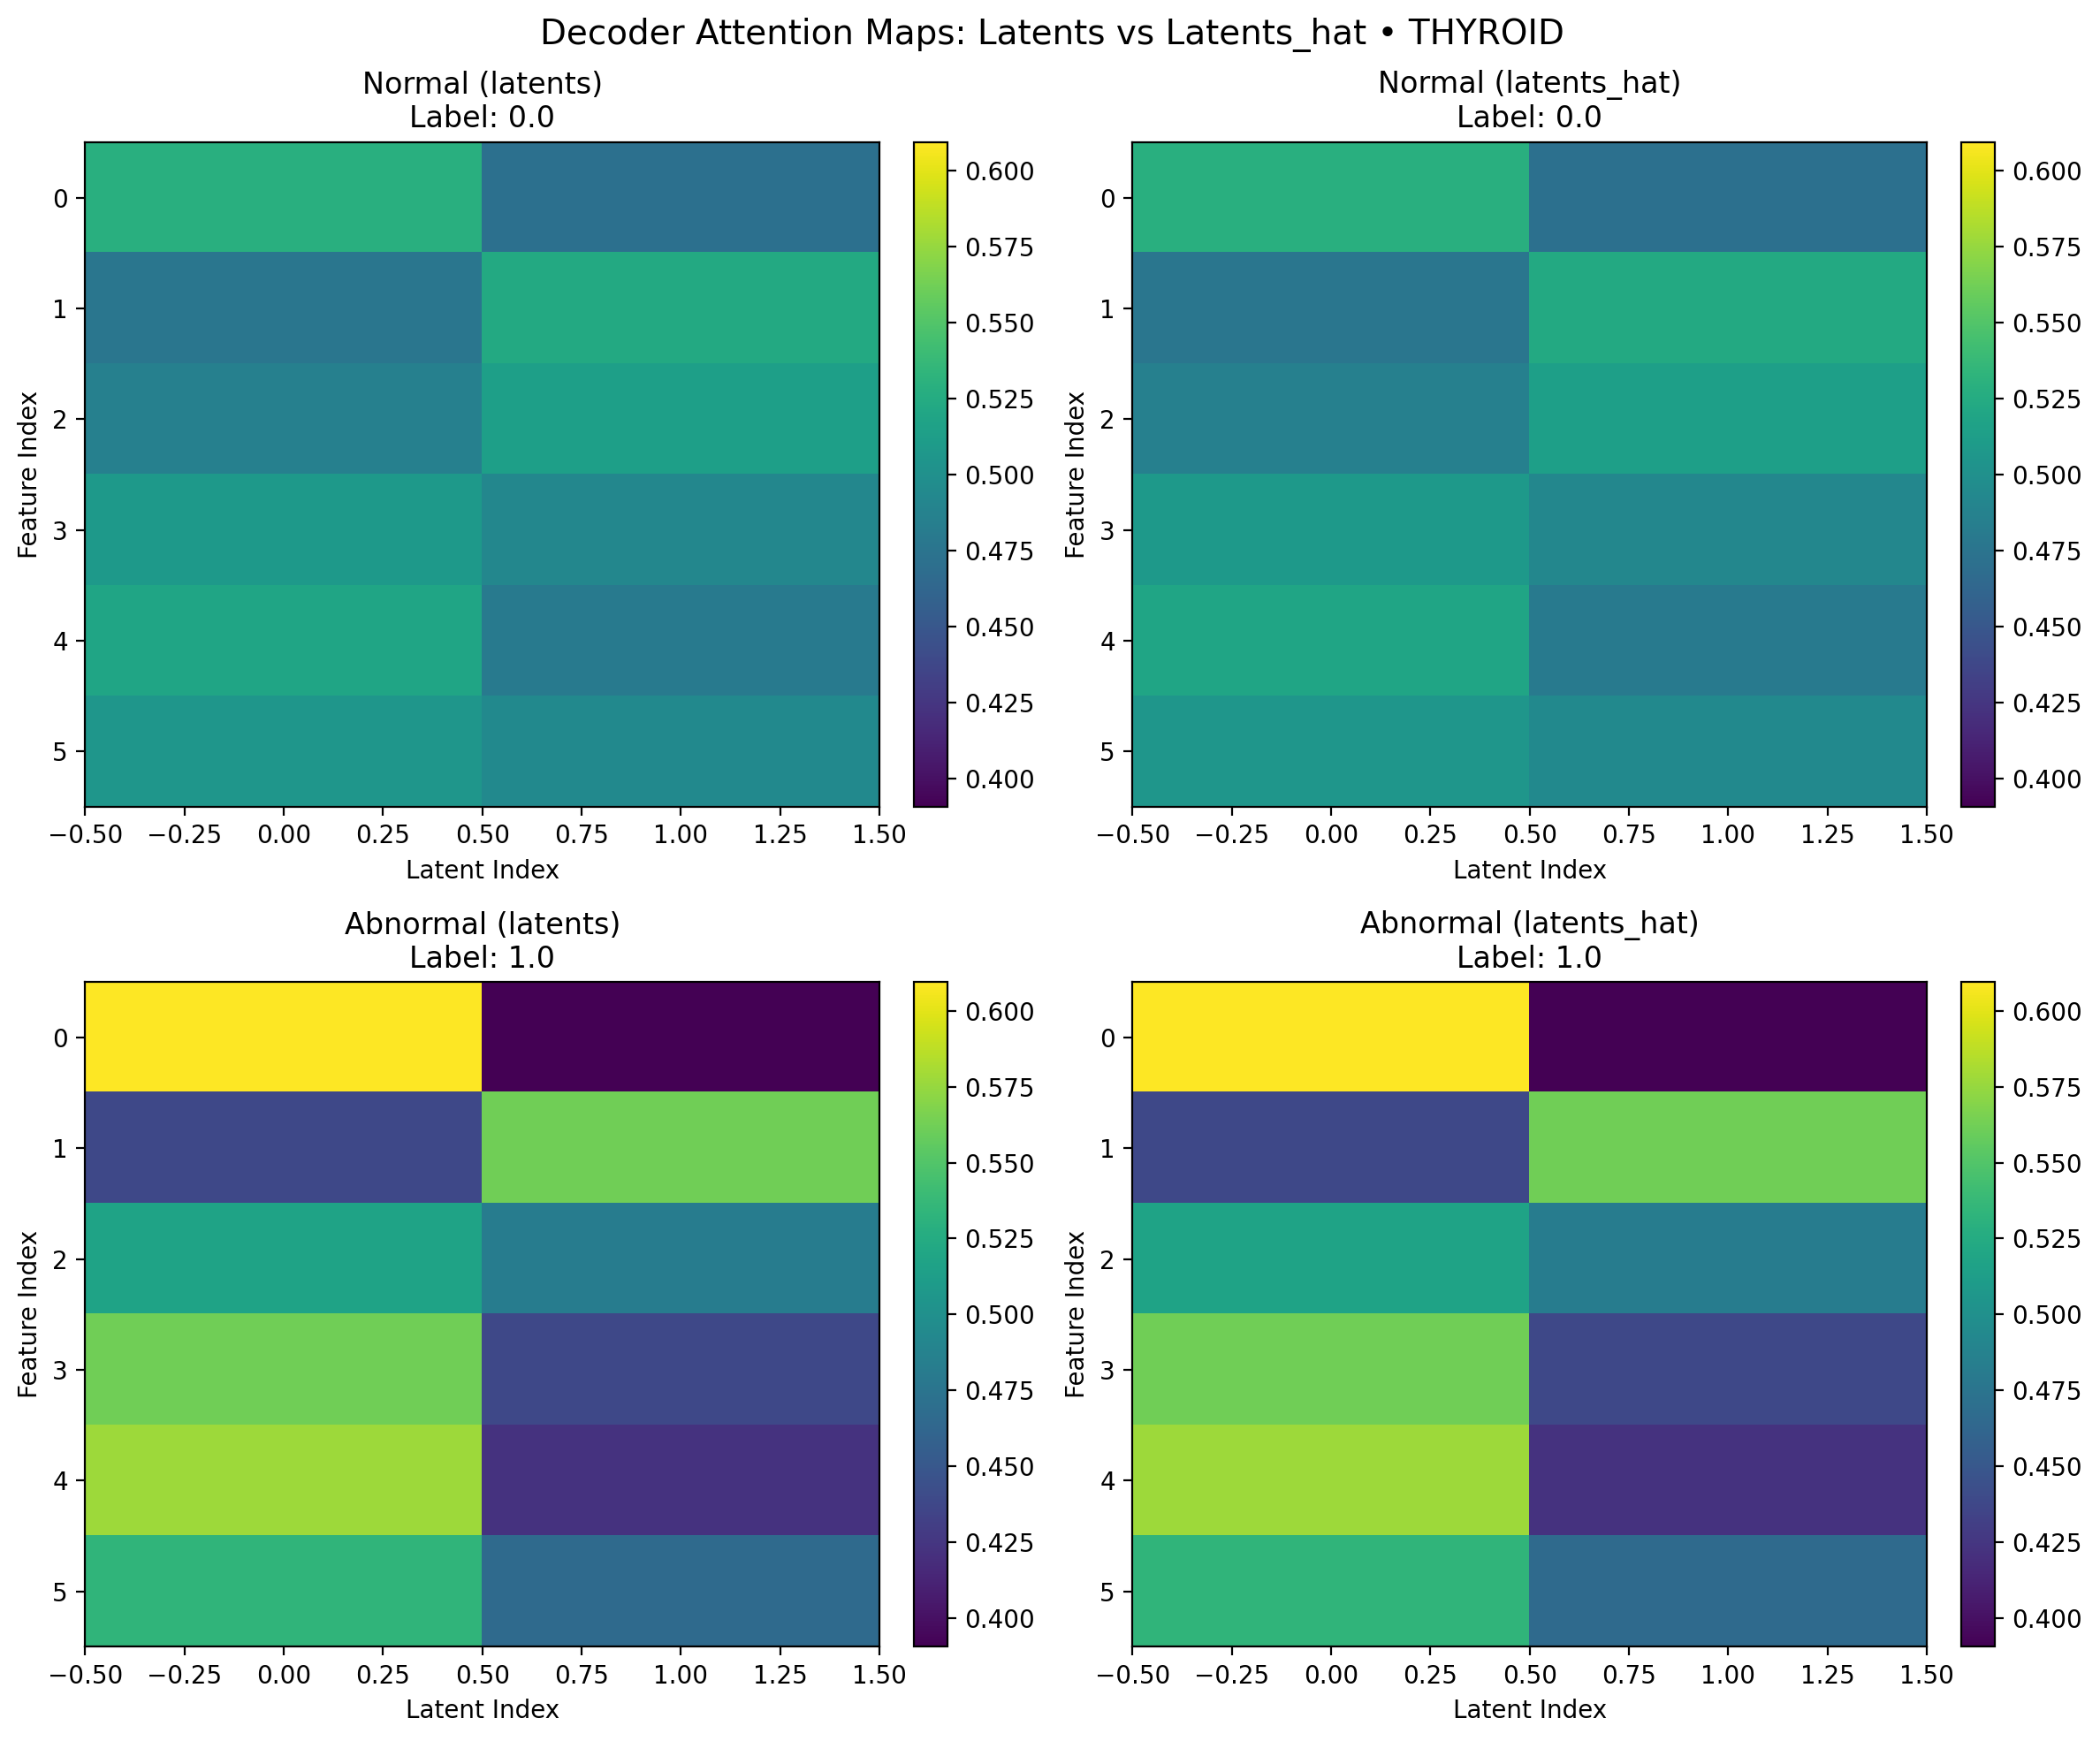 Decoder Attention Maps: Latents vs Latents_hat • THYROID
Normal (latents)
Label: 0.0
Feature Index
0
1
2
3
4
5
−0.50 −0.25 0.00 0.25 0.50 0.75 1.00 1.25 1.50
Latent Index
0.600
0.575
0.550
0.525
0.500
0.475
0.450
0.425
0.400
Normal (latents_hat)
Label: 0.0
Feature Index
0
1
2
3
4
5
−0.50 −0.25 0.00 0.25 0.50 0.75 1.00 1.25 1.50
Latent Index
0.600
0.575
0.550
0.525
0.500
0.475
0.450
0.425
0.400
Abnormal (latents)
Label: 1.0
Feature Index
0
1
2
3
4
5
−0.50 −0.25 0.00 0.25 0.50 0.75 1.00 1.25 1.50
Latent Index
0.600
0.575
0.550
0.525
0.500
0.475
0.450
0.425
0.400
Abnormal (latents_hat)
Label: 1.0
Feature Index
0
1
2
3
4
5
−0.50 −0.25 0.00 0.25 0.50 0.75 1.00 1.25 1.50
Latent Index
0.600
0.575
0.550
0.525
0.500
0.475
0.450
0.425
0.400